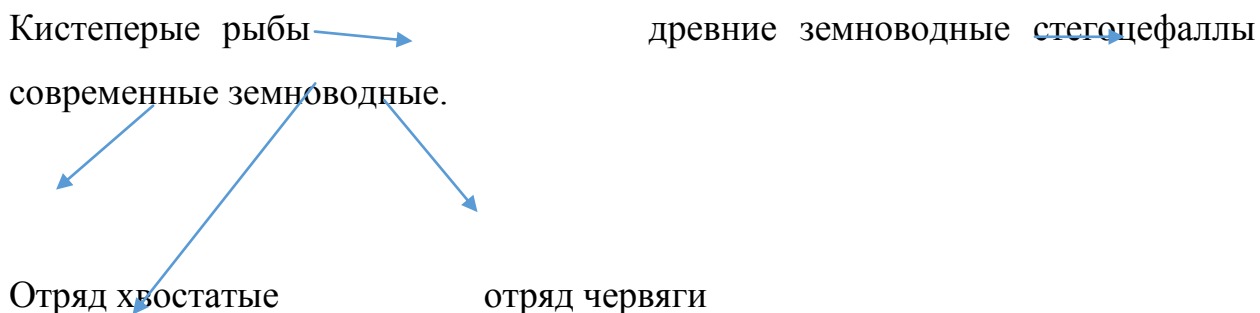 Кистеперые рыбы древние земноводные стегоцефаллы
современные земноводные.
Отряд хвостатые отряд червяги